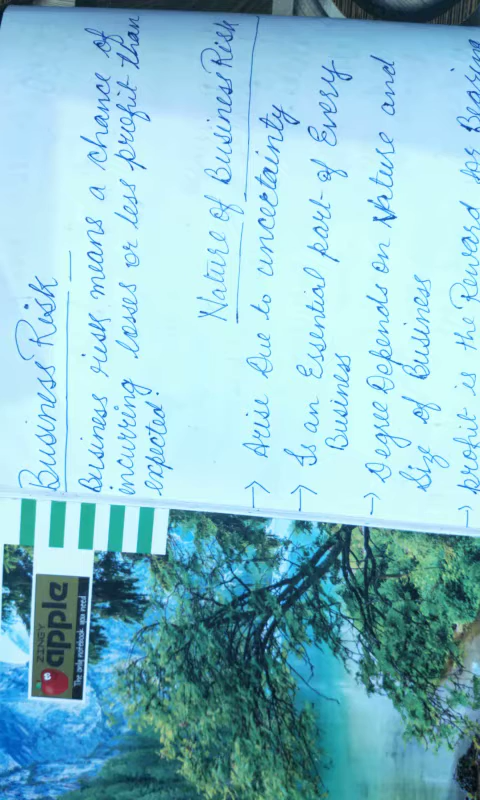 Business Risk
Business risk means a chance of
incurring losses or less profit than
expected.
Nature of Business Risk
→ Arise Due to uncertainty
→ Is an Essential part of Every
Business
→ Degree Depends on Nature and
Size of Business
→ profit is the Reward for Bearing
ZZNEY
apple
The only notebook you need